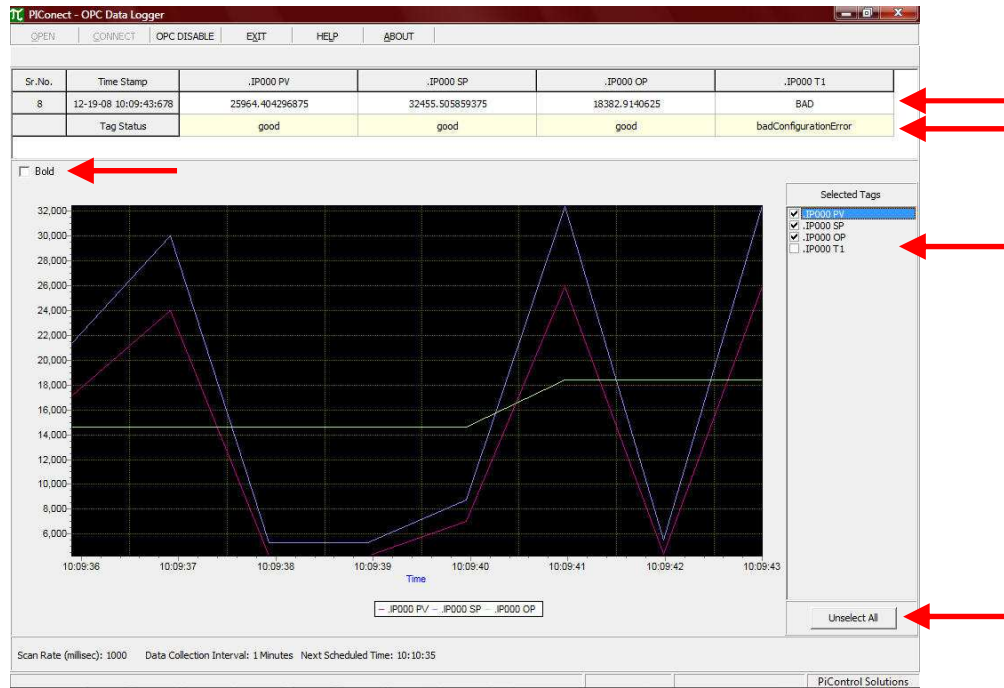 PIConect - OPC Data Logger
OPEN CONNECT OPC DISABLE EXIT HELP ABOUT
Sr.No. Time Stamp .IP000 PV .IP000 SP .IP000 OP .IP000 T1
8 12-19-08 10:09:43:678 25964.404296875 32455.505859375 18382.9140625 BAD
Tag Status good good good badConfigurationError
Bold
Selected Tags
.IP000 PV
.IP000 SP
.IP000 OP
.IP000 T1
32,000
30,000
28,000
26,000
24,000
22,000
20,000
18,000
16,000
14,000
12,000
10,000
8,000
6,000
10:09:36 10:09:37 10:09:38 10:09:39 10:09:40 10:09:41 10:09:42 10:09:43
Time
.IP000 PV .IP000 SP .IP000 OP
Unselect All
Scan Rate (millisec): 1000 Data Collection Interval: 1 Minutes Next Scheduled Time: 10:10:35
PiControl Solutions